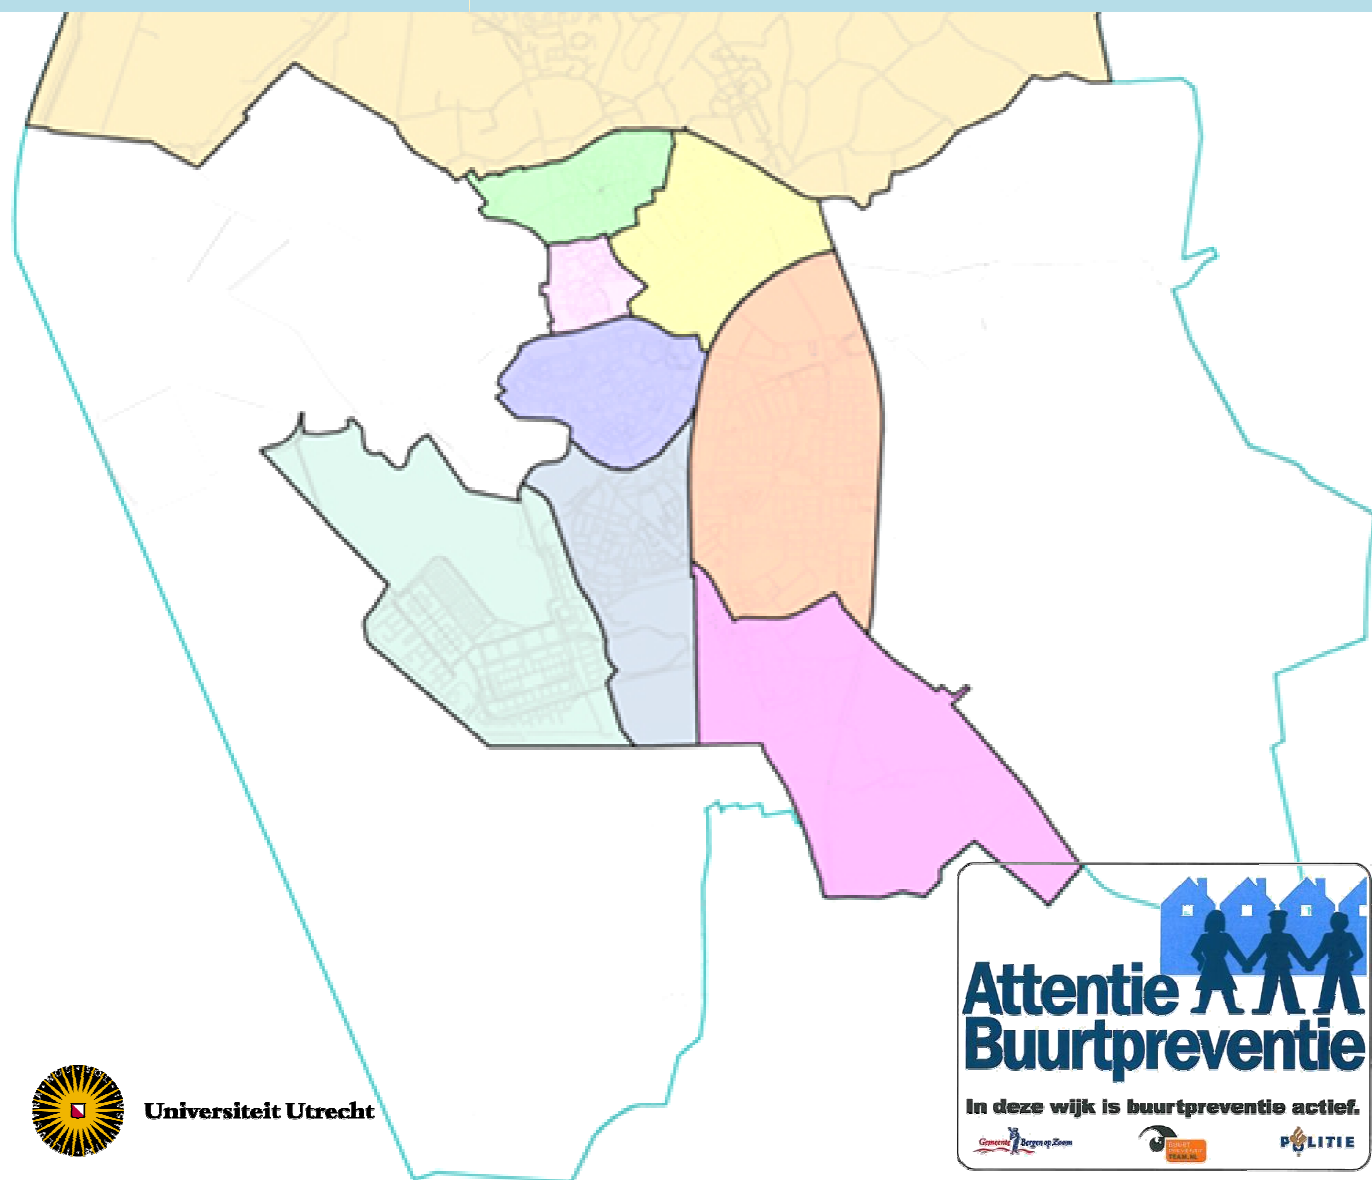 Attentie
Buurtpreventie
In deze wijk is buurtpreventie actief.
Gemeente Bergen op Zoom
POLITIE
Universiteit Utrecht